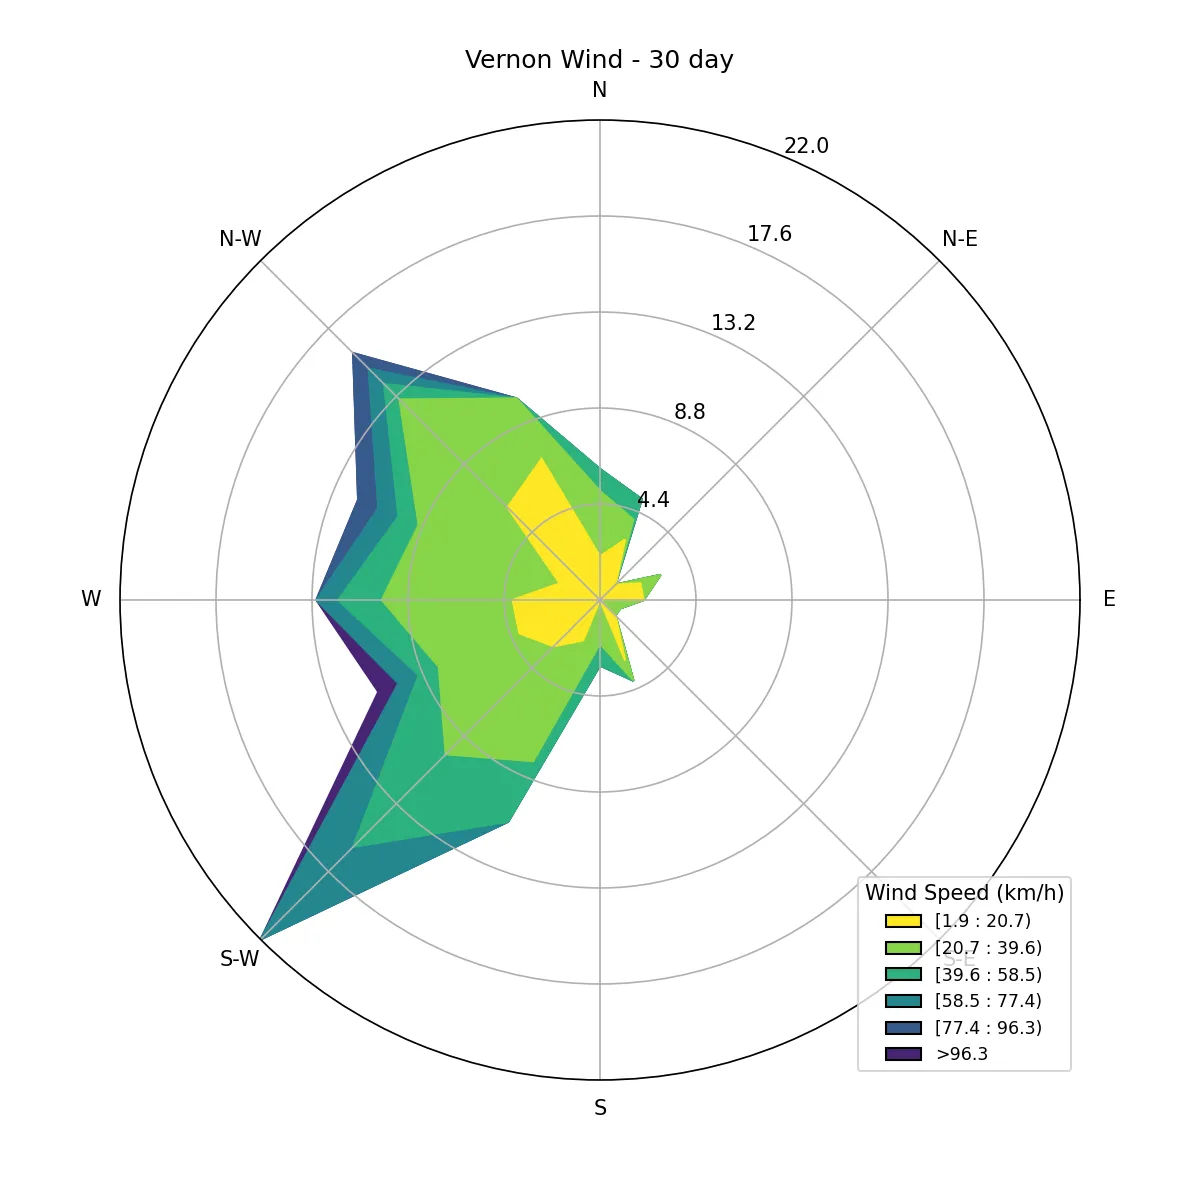 Vernon Wind - 30 day
N
22.0
17.6
N-W
N-E
13.2
8.8
4.4
W
E
S-W
S-E
Wind Speed (km/h)
[1.9 : 20.7)
[20.7 : 39.6)
[39.6 : 58.5)
[58.5 : 77.4)
[77.4 : 96.3)
>96.3
S